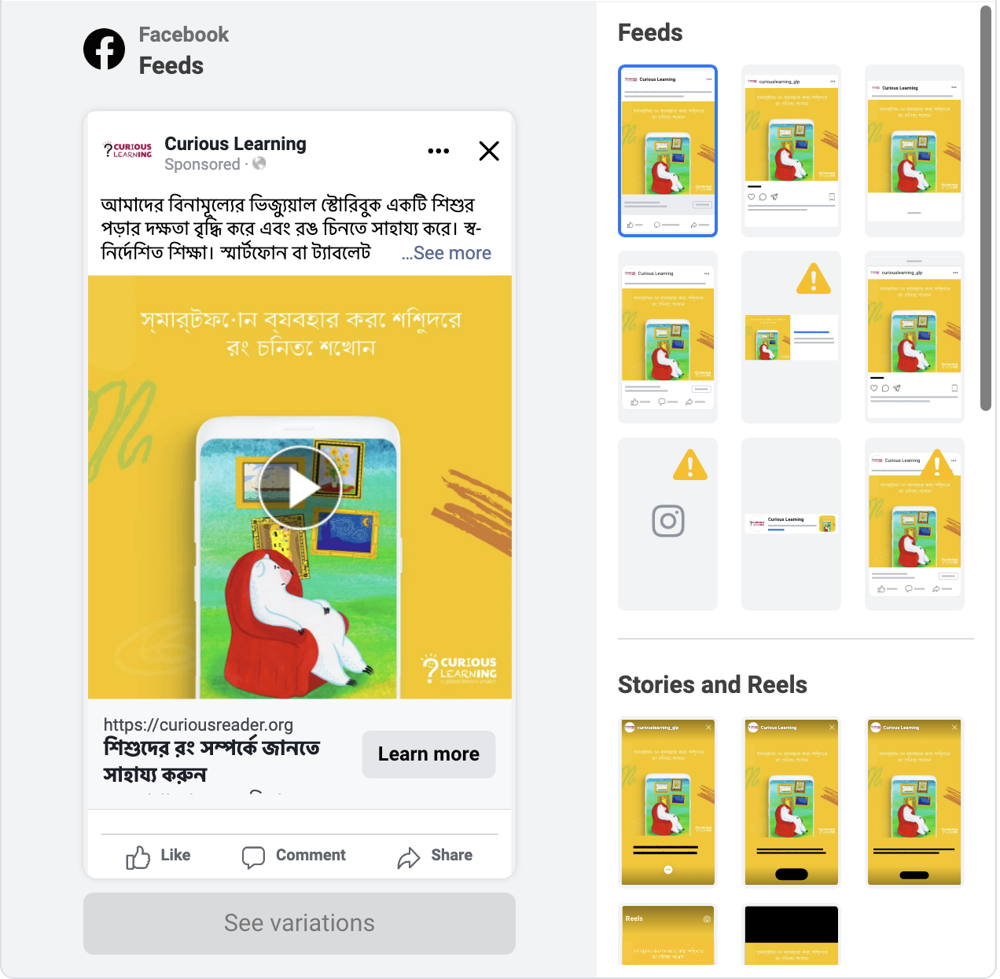 Facebook
Feeds
CURIOUS LEARNING
Curious Learning
Sponsored ·
আমাদের বিনামূল্যের ভিজ্যুয়াল স্টোরিবুক একটি শিশুর
পড়ার দক্ষতা বৃদ্ধি করে এবং রঙ চিনতে সাহায্য করে। স্ব-
নির্দেশিত শিক্ষা। স্মার্টফোন বা ট্যাবলেট ...See more
স্‌মার্‌টফোন ব্‌যবহার করে শিশুদের
রং চিনতে শেখোন
CURIOUS
LEARNING
a global literacy project
https://curiousreader.org
শিশুদের রং সম্পর্কে জানতে
সাহায্য করুন
Learn more
Like Comment Share
See variations
Feeds
Curious Learning
curiouslearning_glp
Curious Learning
Curious Learning
curiouslearning_glp
Curious Learning
Curious Learning
Stories and Reels
curiouslearning_glp
Curious Learning
Curious Learning
Reels